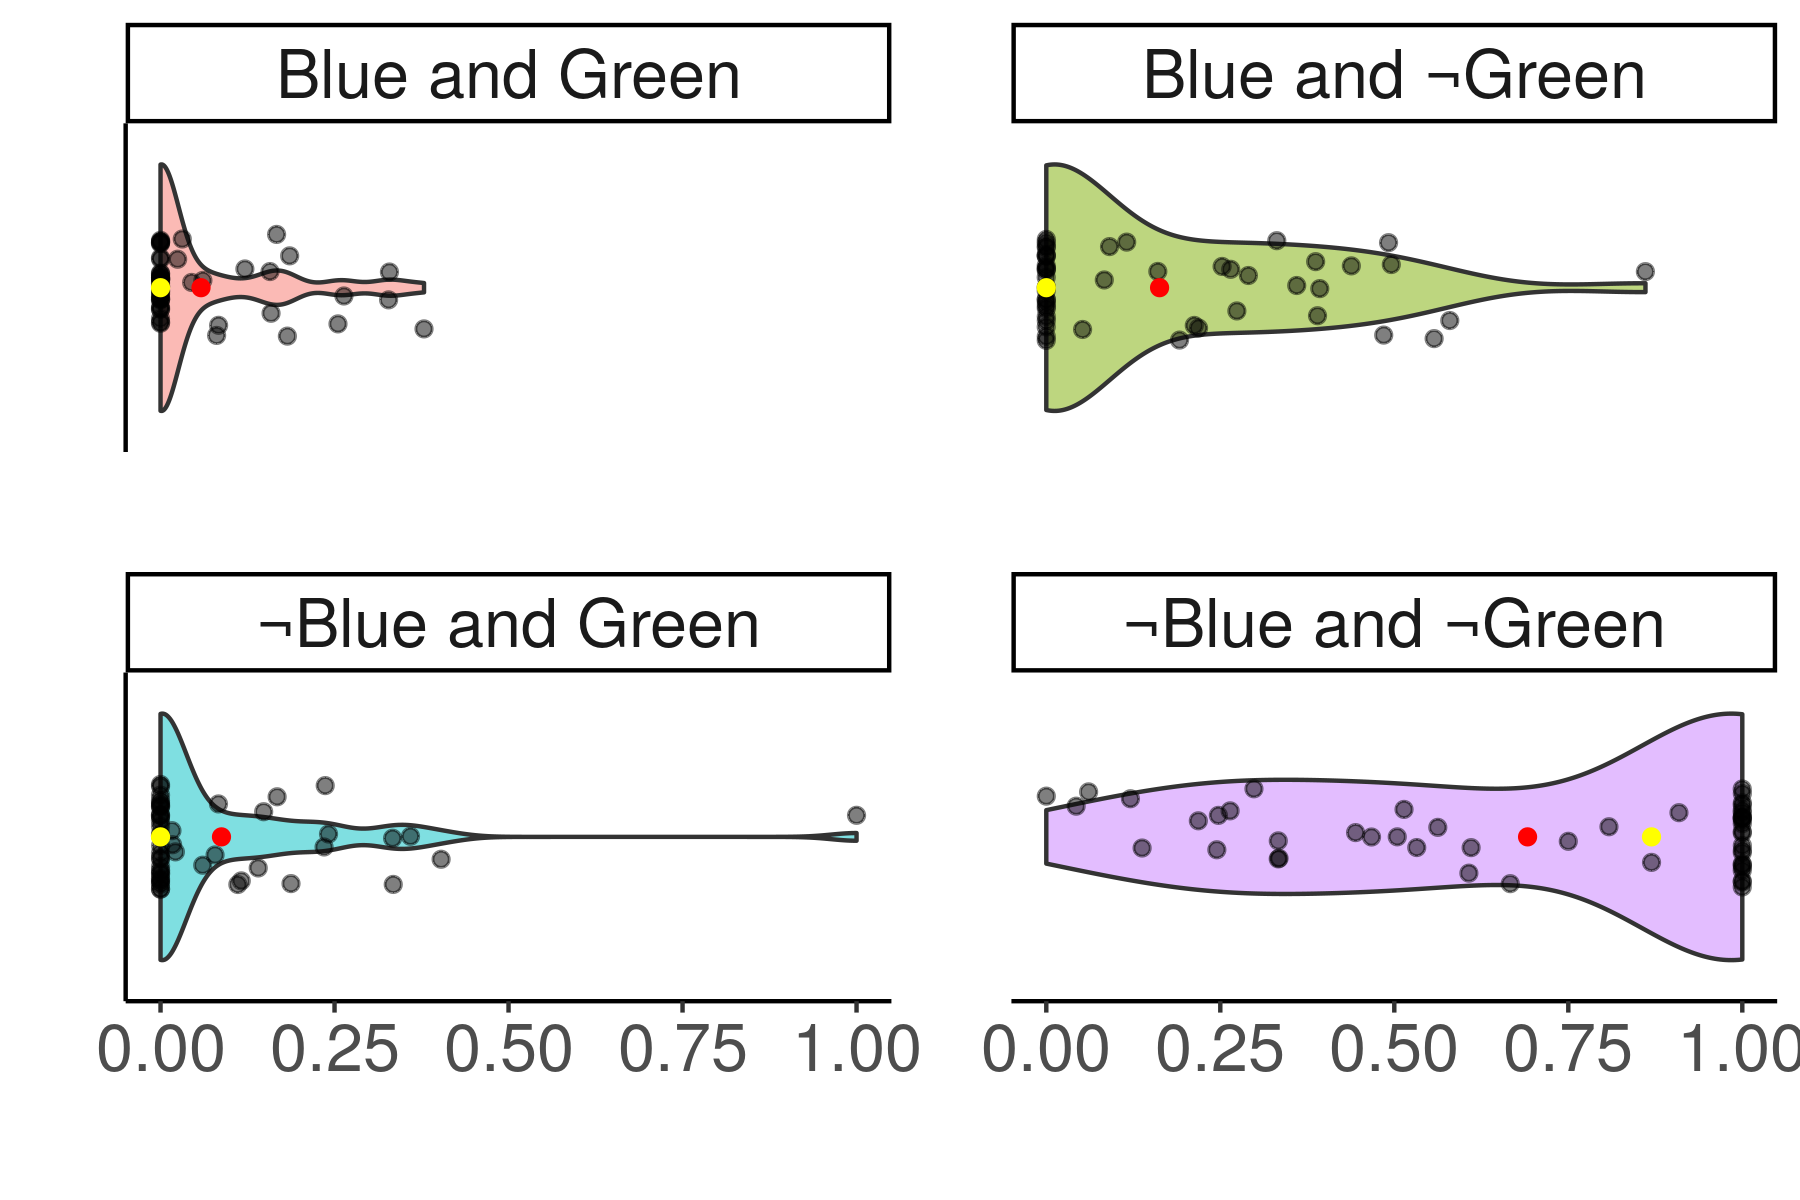 Blue and Green
Blue and ¬Green
¬Blue and Green
¬Blue and ¬Green
0.00 0.25 0.50 0.75 1.00
0.00 0.25 0.50 0.75 1.00